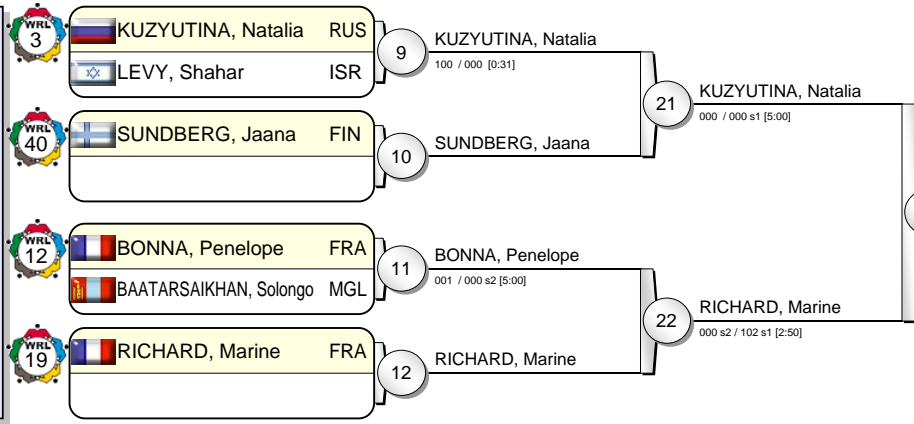 WRL
3
KUZYUTINA, Natalia RUS
LEVY, Shahar ISR
9
KUZYUTINA, Natalia
100 / 000 [0:31]
WRL
40
SUNDBERG, Jaana FIN
10
SUNDBERG, Jaana
21
KUZYUTINA, Natalia
000 / 000 s1 [5:00]
WRL
12
BONNA, Penelope FRA
BAATARSAIKHAN, Solongo MGL
11
BONNA, Penelope
001 / 000 s2 [5:00]
WRL
19
RICHARD, Marine FRA
12
RICHARD, Marine
22
RICHARD, Marine
000 s2 / 102 s1 [2:50]